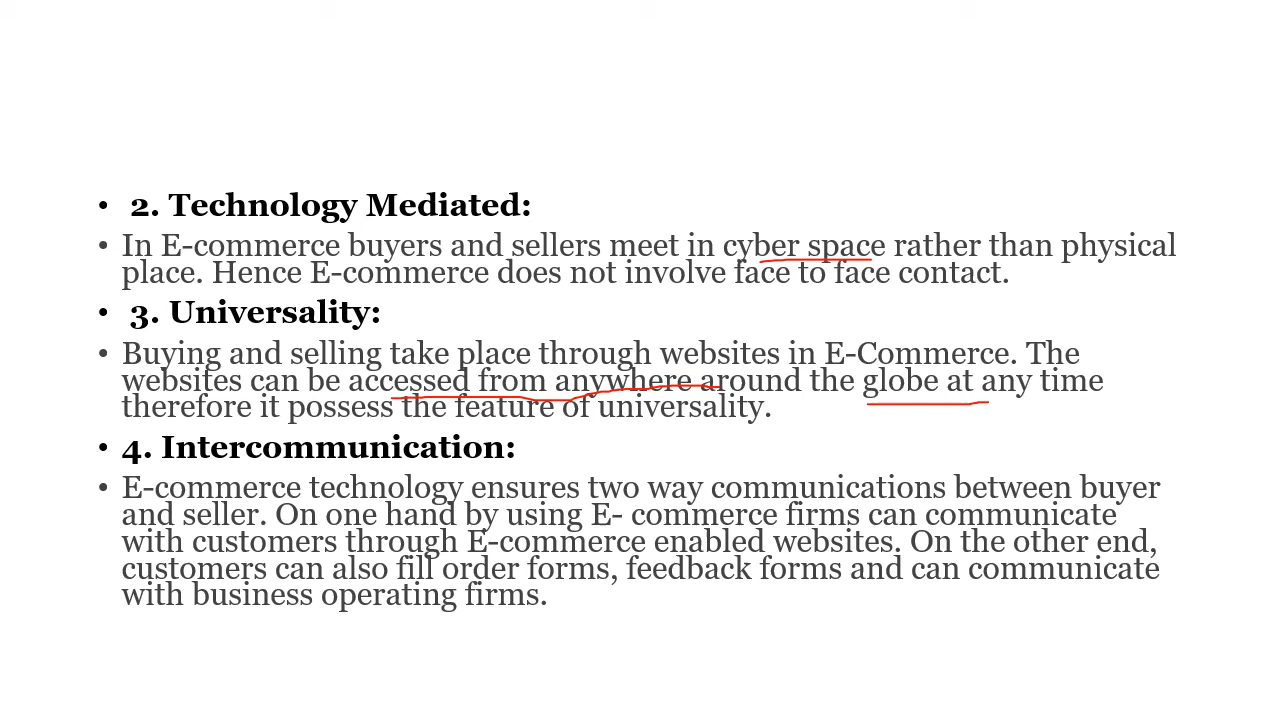 • 2. Technology Mediated:
• In E-commerce buyers and sellers meet in cyber space rather than physical
place. Hence E-commerce does not involve face to face contact.
• 3. Universality:
• Buying and selling take place through websites in E-Commerce. The
websites can be accessed from anywhere around the globe at any time
therefore it possess the feature of universality.
• 4. Intercommunication:
• E-commerce technology ensures two way communications between buyer
and seller. On one hand by using E- commerce firms can communicate
with customers through E-commerce enabled websites. On the other end,
customers can also fill order forms, feedback forms and can communicate
with business operating firms.